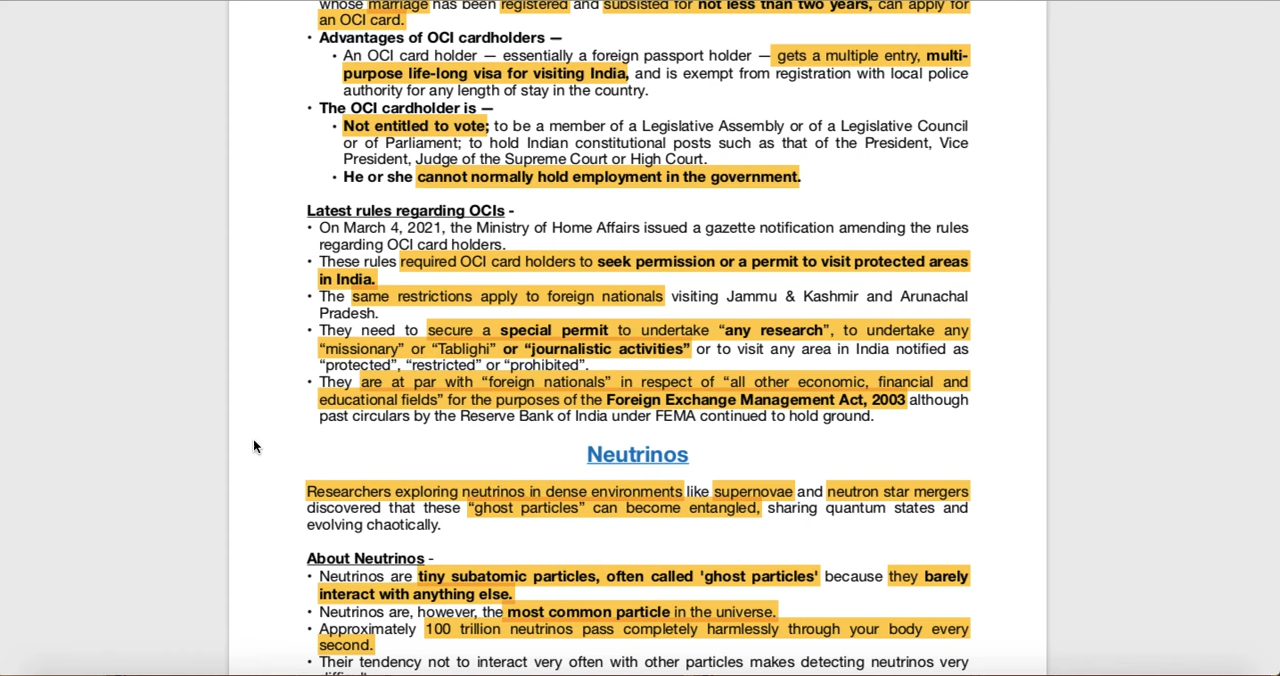 whose marriage has been registered and subsisted for not less than two years, can apply for
an OCI card.
• Advantages of OCI cardholders —
• An OCI card holder — essentially a foreign passport holder — gets a multiple entry, multi-
purpose life-long visa for visiting India, and is exempt from registration with local police
authority for any length of stay in the country.
• The OCI cardholder is —
• Not entitled to vote; to be a member of a Legislative Assembly or of a Legislative Council
or of Parliament; to hold Indian constitutional posts such as that of the President, Vice
President, Judge of the Supreme Court or High Court.
• He or she cannot normally hold employment in the government.
Latest rules regarding OCIs -
• On March 4, 2021, the Ministry of Home Affairs issued a gazette notification amending the rules
regarding OCI card holders.
• These rules required OCI card holders to seek permission or a permit to visit protected areas
in India.
• The same restrictions apply to foreign nationals visiting Jammu & Kashmir and Arunachal
Pradesh.
• They need to secure a special permit to undertake “any research”, to undertake any
“missionary” or “Tablighi” or “journalistic activities” or to visit any area in India notified as
“protected”, “restricted” or “prohibited”.
• They are at par with “foreign nationals” in respect of “all other economic, financial and
educational fields” for the purposes of the Foreign Exchange Management Act, 2003 although
past circulars by the Reserve Bank of India under FEMA continued to hold ground.
Neutrinos
Researchers exploring neutrinos in dense environments like supernovae and neutron star mergers
discovered that these “ghost particles” can become entangled, sharing quantum states and
evolving chaotically.
About Neutrinos -
• Neutrinos are tiny subatomic particles, often called 'ghost particles' because they barely
interact with anything else.
• Neutrinos are, however, the most common particle in the universe.
• Approximately 100 trillion neutrinos pass completely harmlessly through your body every
second.
• Their tendency not to interact very often with other particles makes detecting neutrinos very